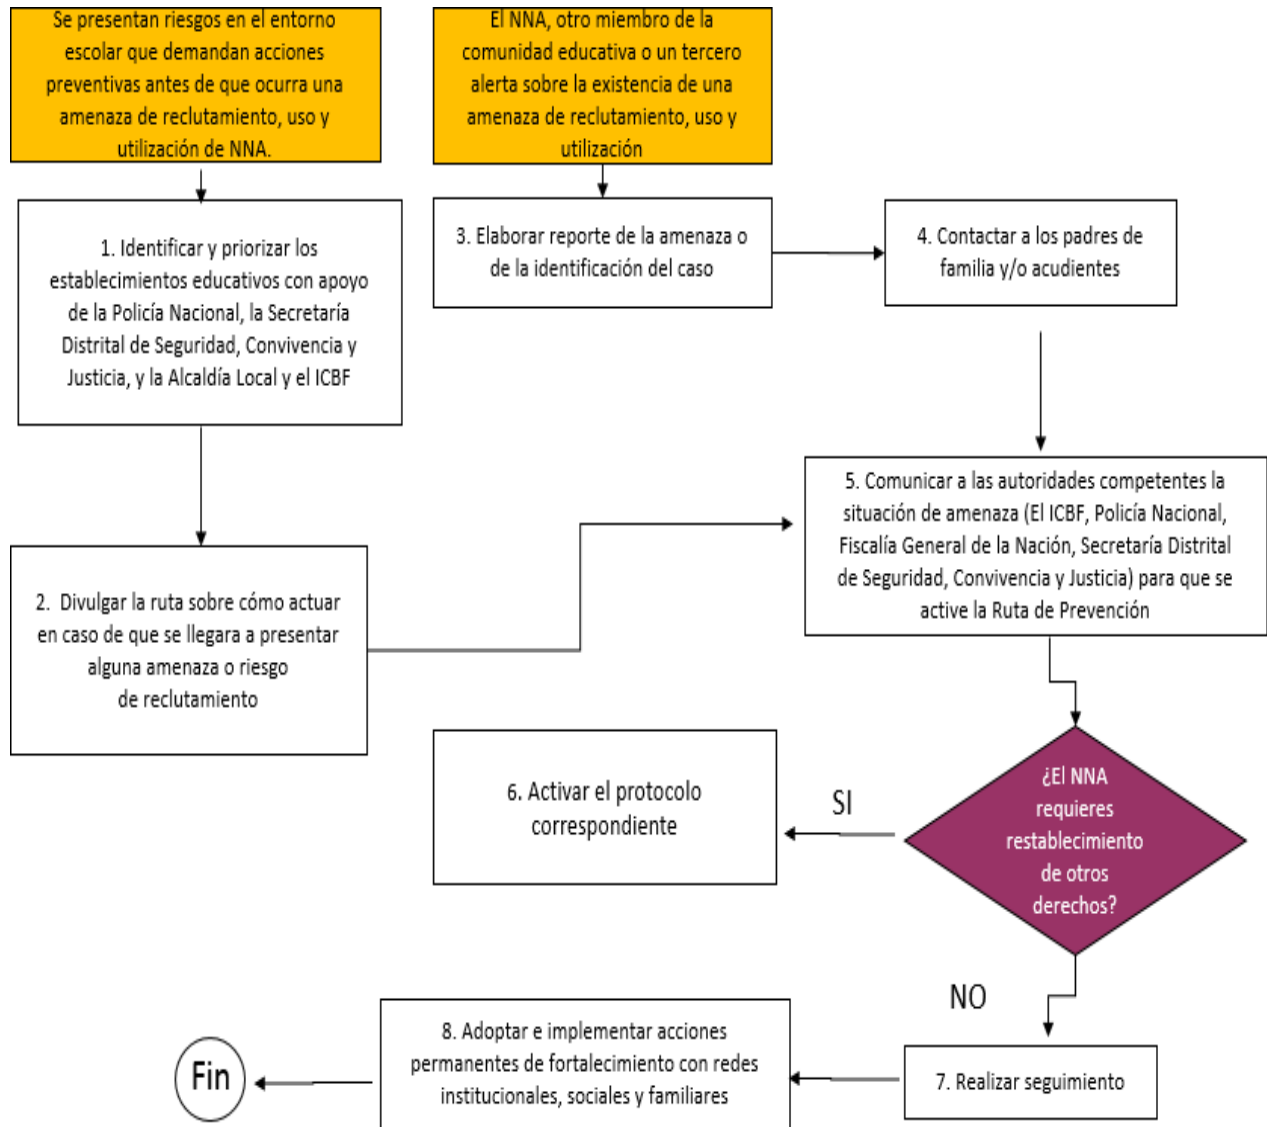 Se presentan riesgos en el entorno
escolar que demandan acciones
preventivas antes de que ocurra una
amenaza de reclutamiento, uso y
utilización de NNA.
El NNA, otro miembro de la
comunidad educativa o un tercero
alerta sobre la existencia de una
amenaza de reclutamiento, uso y
utilización
1. Identificar y priorizar los
establecimientos educativos con apoyo
de la Policía Nacional, la Secretaría
Distrital de Seguridad, Convivencia y
Justicia, y la Alcaldía Local y el ICBF
3. Elaborar reporte de la amenaza o
de la identificación del caso
4. Contactar a los padres de
familia y/o acudientes
2. Divulgar la ruta sobre cómo actuar
en caso de que se llegara a presentar
alguna amenaza o riesgo
de reclutamiento
5. Comunicar a las autoridades competentes la
situación de amenaza (El ICBF, Policía Nacional,
Fiscalía General de la Nación, Secretaría Distrital
de Seguridad, Convivencia y Justicia) para que se
active la Ruta de Prevención
¿El NNA
requieres
restablecimiento
de otros
derechos?
SI
6. Activar el protocolo
correspondiente
NO
7. Realizar seguimiento
8. Adoptar e implementar acciones
permanentes de fortalecimiento con redes
institucionales, sociales y familiares
Fin